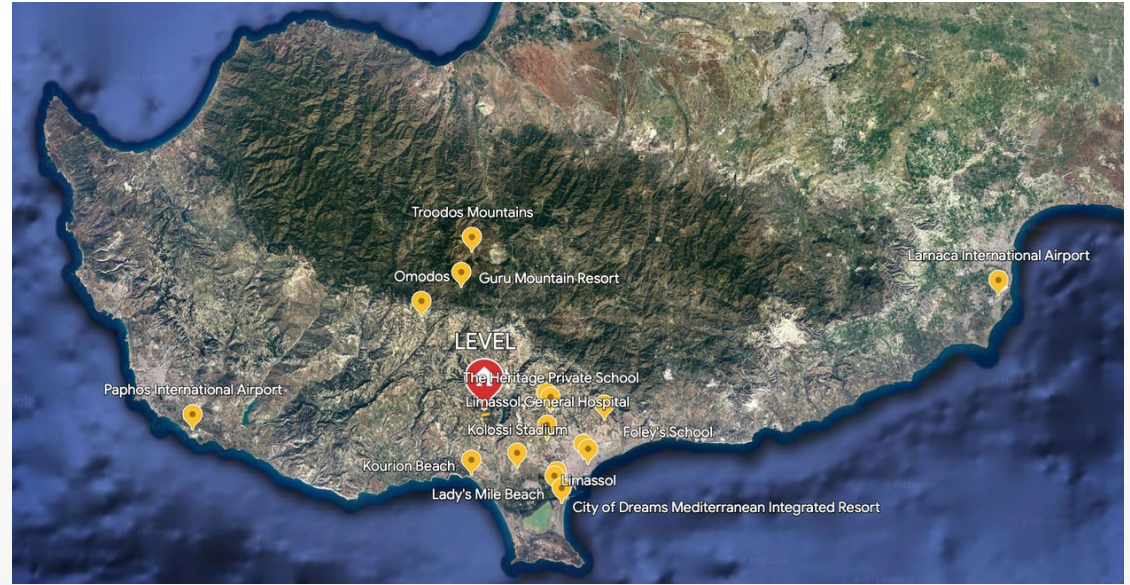 Troodos Mountains
Larnaca International Airport
Omodos
Guru Mountain Resort
LEVEL
The Heritage Private School
Paphos International Airport
Limassol General Hospital
Kolossi Stadium
Foley's School
Kourion Beach
Limassol
Lady's Mile Beach
City of Dreams Mediterranean Integrated Resort